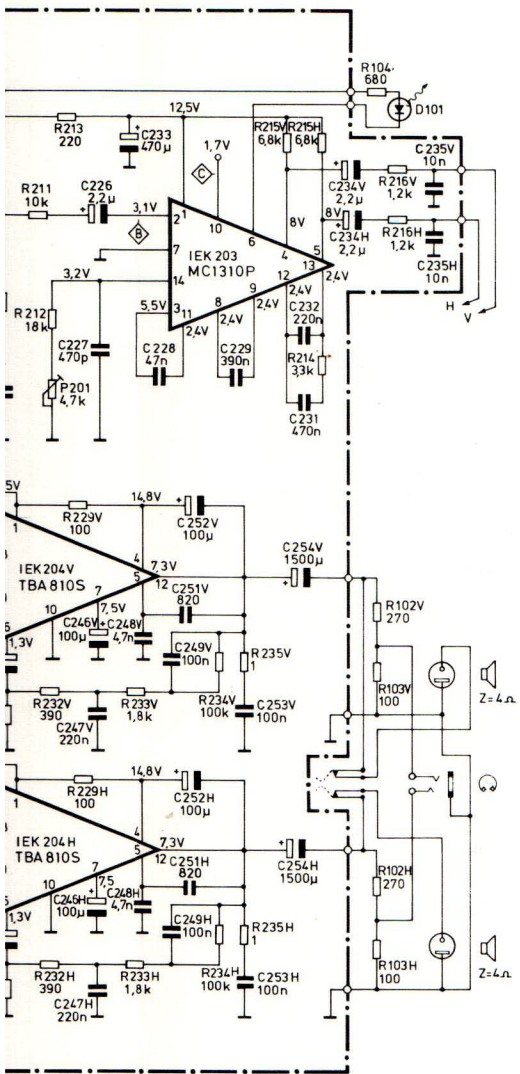 R104
680
D101
R213
220
C233
470µ
12,5V
1,7V
C
R215V
6,8k
R215H
6,8k
C235V
10n
R211
10k
C226
2,2µ
3,1V
B
C234V
2,2µ
R216V
1,2k
8V
8V
C234H
2,2µ
R216H
1,2k
C235H
10n
H
V
2
1
10
6
7
4
5
IEK 203
MC1310P
13
14
12
3
11
8
9
3,2V
5,5V
2,4V
2,4V
2,4V
2,4V
2,4V
R212
18k
C227
470p
C228
47n
C229
390n
C232
220n
R214
3,3k
C231
470n
P201
4,7k
5V
1
R229V
100
14,8V
C252V
100µ
C254V
1500µ
IEK204V
TBA810S
4
5
7,3V
12
10
7
7,5V
C251V
820
C246V
100µ
C248V
4,7n
C249V
100n
R235V
1
1,3V
R232V
390
R233V
1,8k
C247V
220n
R234V
100k
C253V
100n
R102V
270
R103V
100
Z=4Ω
1
R229H
100
14,8V
C252H
100µ
C254H
1500µ
IEK204H
TBA810S
4
5
7,3V
12
10
7
7,5
C251H
820
C246H
100µ
C248H
4,7n
C249H
100n
R235H
1
1,3V
R232H
390
R233H
1,8k
C247H
220n
R234H
100k
C253H
100n
R102H
270
R103H
100
Z=4Ω